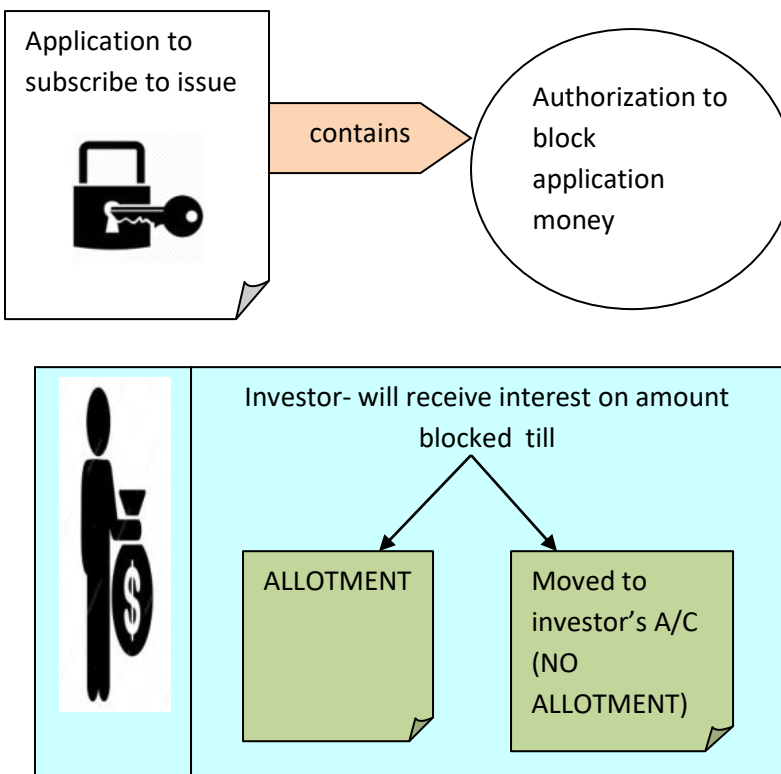 Application to
subscribe to issue
contains
Authorization to
block
application
money
Investor- will receive interest on amount
blocked till
$
ALLOTMENT
Moved to
investor’s A/C
(NO
ALLOTMENT)